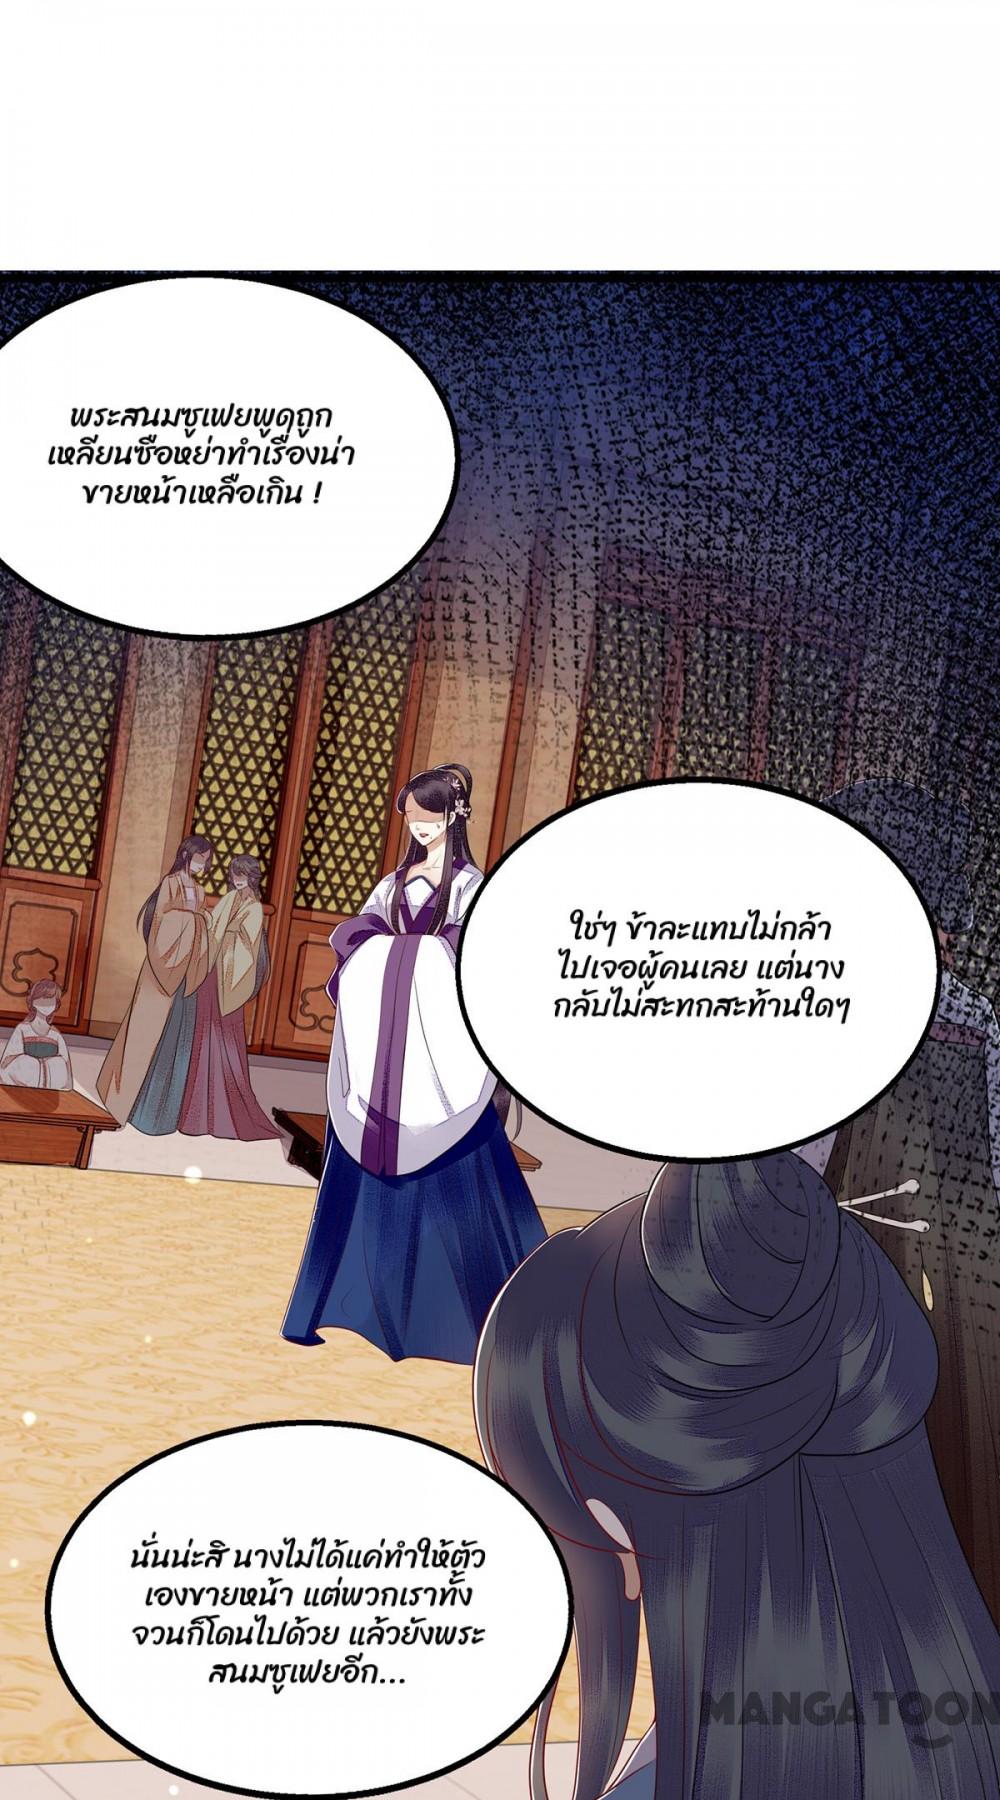 พระสนมซูเฟยพูดถูก
เหลียนซือหย่าทำเรื่องน่า
ขายหน้าเหลือเกิน !
ใช่ๆ ข้าละแทบไม่กล้า
ไปเจอผู้คนเลย แต่นาง
กลับไม่สะทกสะท้านใดๆ
นั่นน่ะสิ นางไม่ได้แค่ทำให้ตัว
เองขายหน้า แต่พวกเราทั้ง
จวนก็โดนไปด้วย แล้วยังพระ
สนมซูเฟยอีก...
MANGATOON